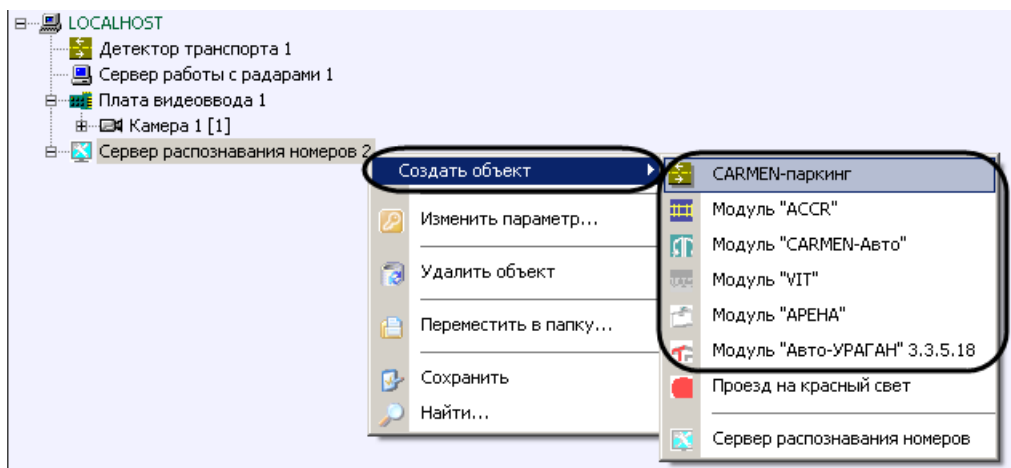 LOCALHOST
Детектор транспорта 1
Сервер работы с радарами 1
Плата видеоввода 1
Камера 1 [1]
Сервер распознавания номеров 2
Создать объект
Изменить параметр...
Удалить объект
Переместить в папку...
Сохранить
Найти...
CARMEN-паркинг
Модуль "ACCR"
Модуль "CARMEN-Авто"
Модуль "VIT"
Модуль "АРЕНА"
Модуль "Авто-УРАГАН" 3.3.5.18
Проезд на красный свет
Сервер распознавания номеров